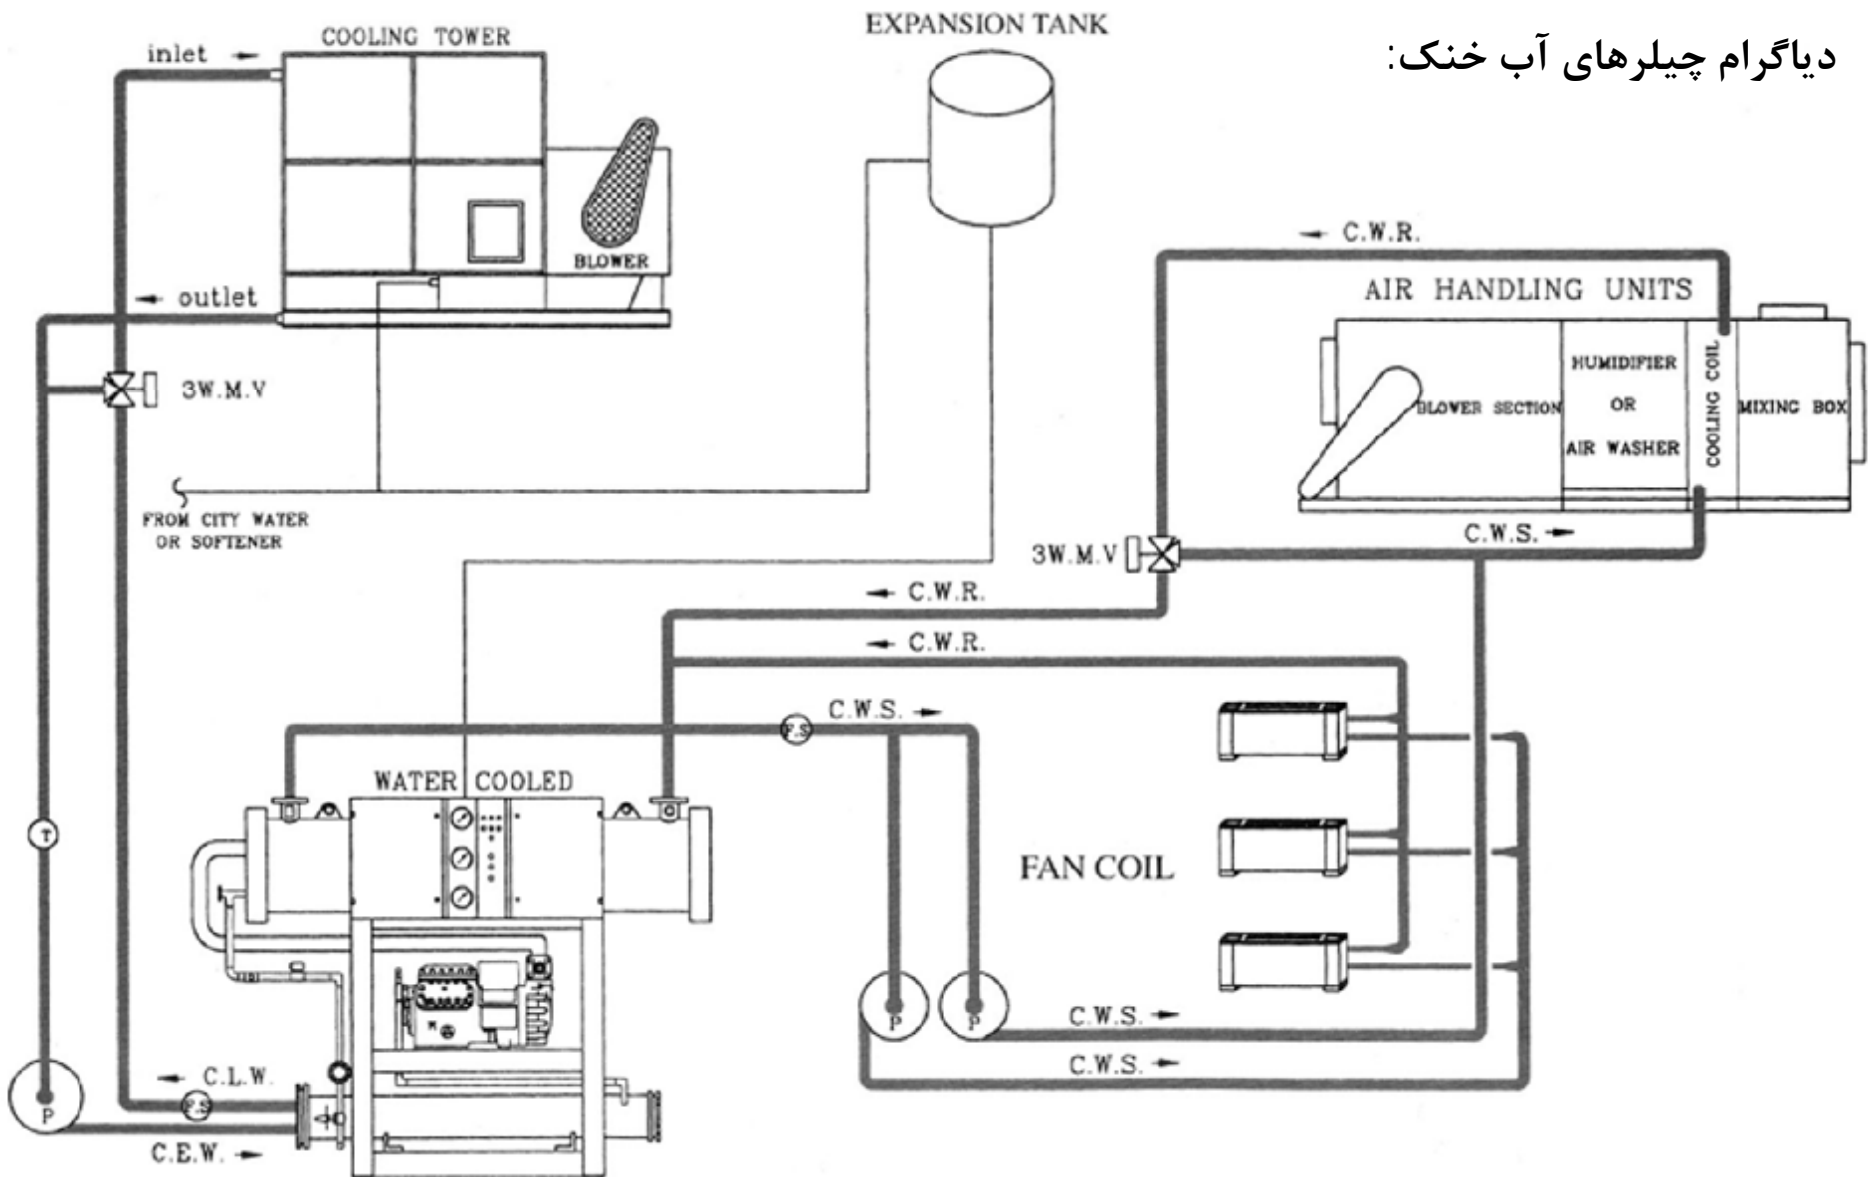 دیاگرام چیلرهای آب خنک:
EXPANSION TANK
COOLING TOWER
inlet
BLOWER
outlet
3W.M.V
FROM CITY WATER
OR SOFTENER
C.W.R.
AIR HANDLING UNITS
BLOWER SECTION
HUMIDIFIER
OR
AIR WASHER
COOLING COIL
MIXING BOX
C.W.S.
3W.M.V
C.W.R.
C.W.R.
C.W.S.
F.S
WATER COOLED
T
FAN COIL
P
P
C.W.S.
C.W.S.
C.L.W.
F.S
P
C.E.W.